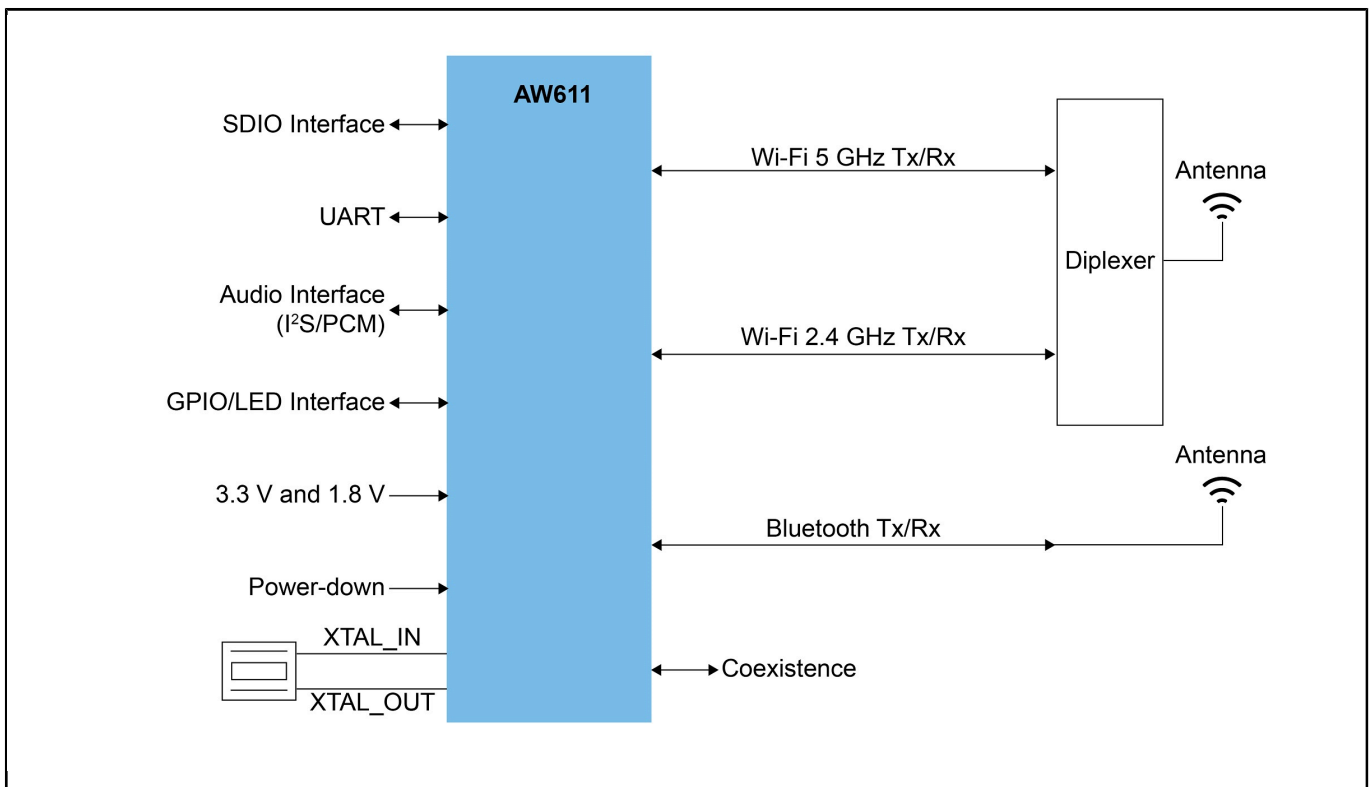 AW611
SDIO Interface
UART
Audio Interface
(I²S/PCM)
GPIO/LED Interface
3.3 V and 1.8 V
Power-down
XTAL_IN
XTAL_OUT
Wi-Fi 5 GHz Tx/Rx
Wi-Fi 2.4 GHz Tx/Rx
Bluetooth Tx/Rx
Coexistence
Diplexer
Antenna
Antenna